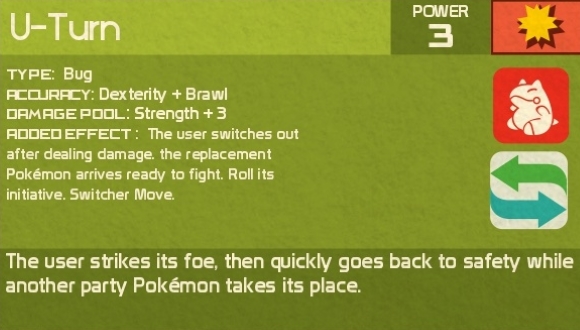 U-Turn
POWER
3
TYPE: Bug
ACCURACY: Dexterity + Brawl
DAMAGE POOL: Strength + 3
ADDED EFFECT : The user switches out
after dealing damage. the replacement
Pokémon arrives ready to fight. Roll its
initiative. Switcher Move.
The user strikes its foe, then quickly goes back to safety while
another party Pokémon takes its place.